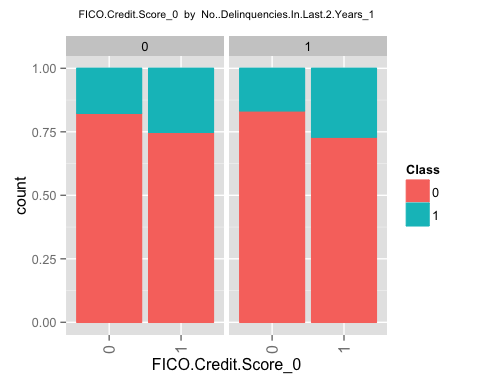 FICO.Credit.Score_0 by No..Delinquencies.In.Last.2.Years_1
0 1
1.00
0.75
0.50
0.25
0.00
count
0 1 0 1
FICO.Credit.Score_0
Class
0
1